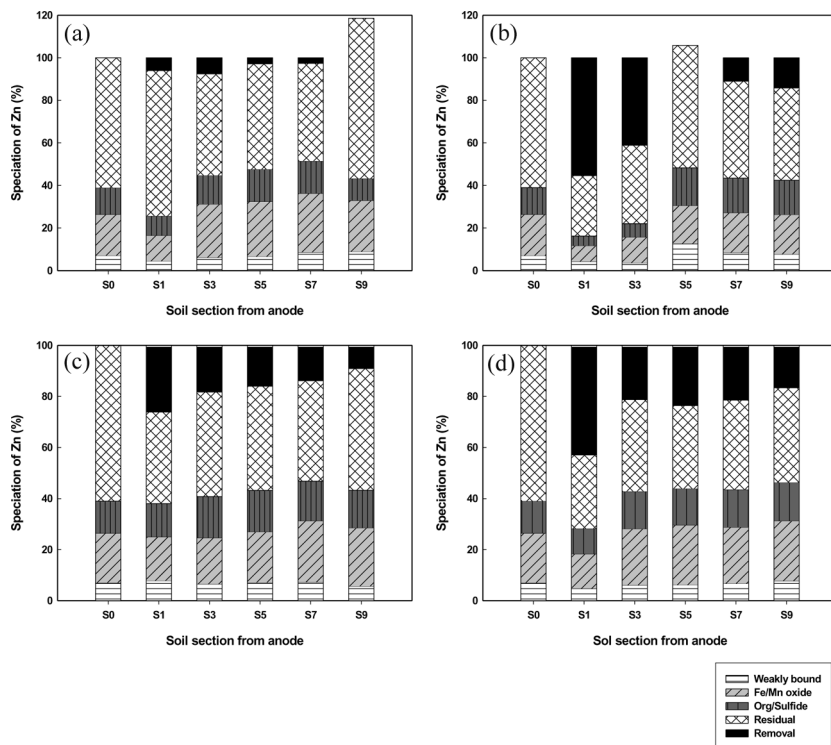 (a)
120
100
80
60
40
20
0
Speciation of Zn (%)
S0 S1 S3 S5 S7 S9
Soil section from anode
(b)
120
100
80
60
40
20
0
Speciation of Zn (%)
S0 S1 S3 S5 S7 S9
Soil section from anode
(c)
100
80
60
40
20
0
Speciation of Zn (%)
S0 S1 S3 S5 S7 S9
Soil section from anode
(d)
100
80
60
40
20
0
Speciation of Zn (%)
S0 S1 S3 S5 S7 S9
Sol section from anode
Weakly bound
Fe/Mn oxide
Org/Sulfide
Residual
Removal